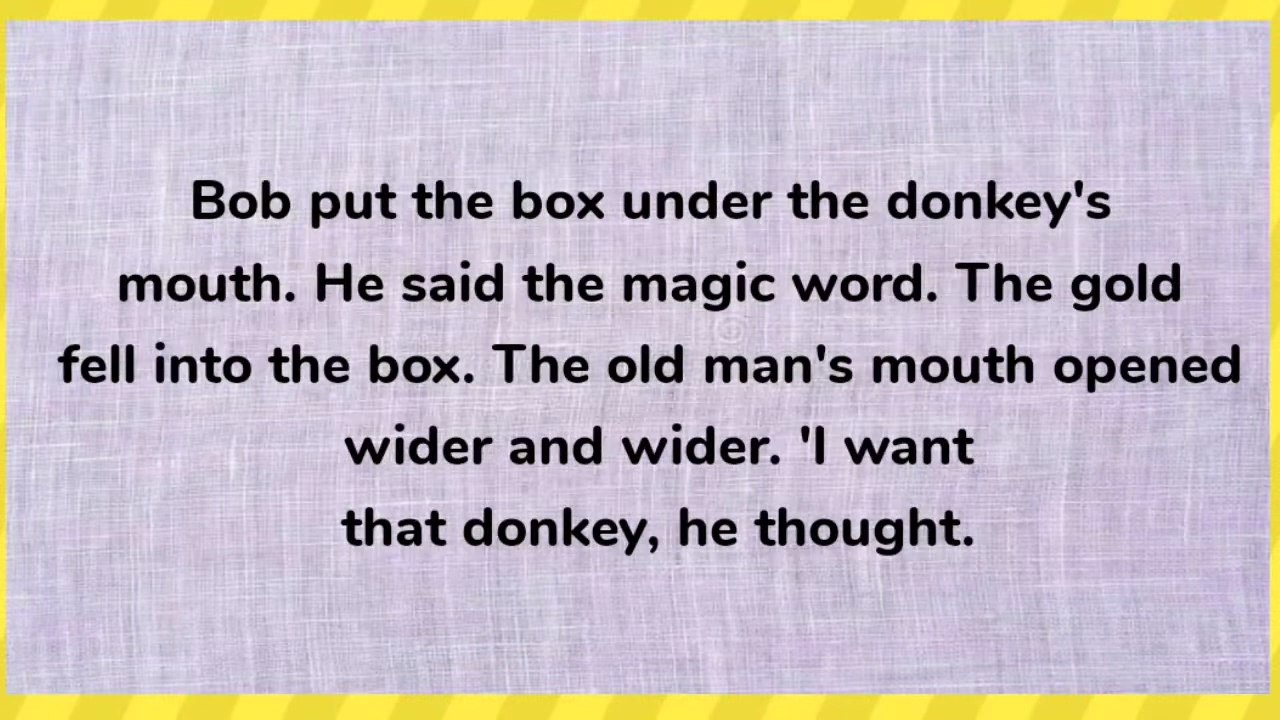 Bob put the box under the donkey's
mouth. He said the magic word. The gold
fell into the box. The old man's mouth opened
wider and wider. 'I want
that donkey, he thought.